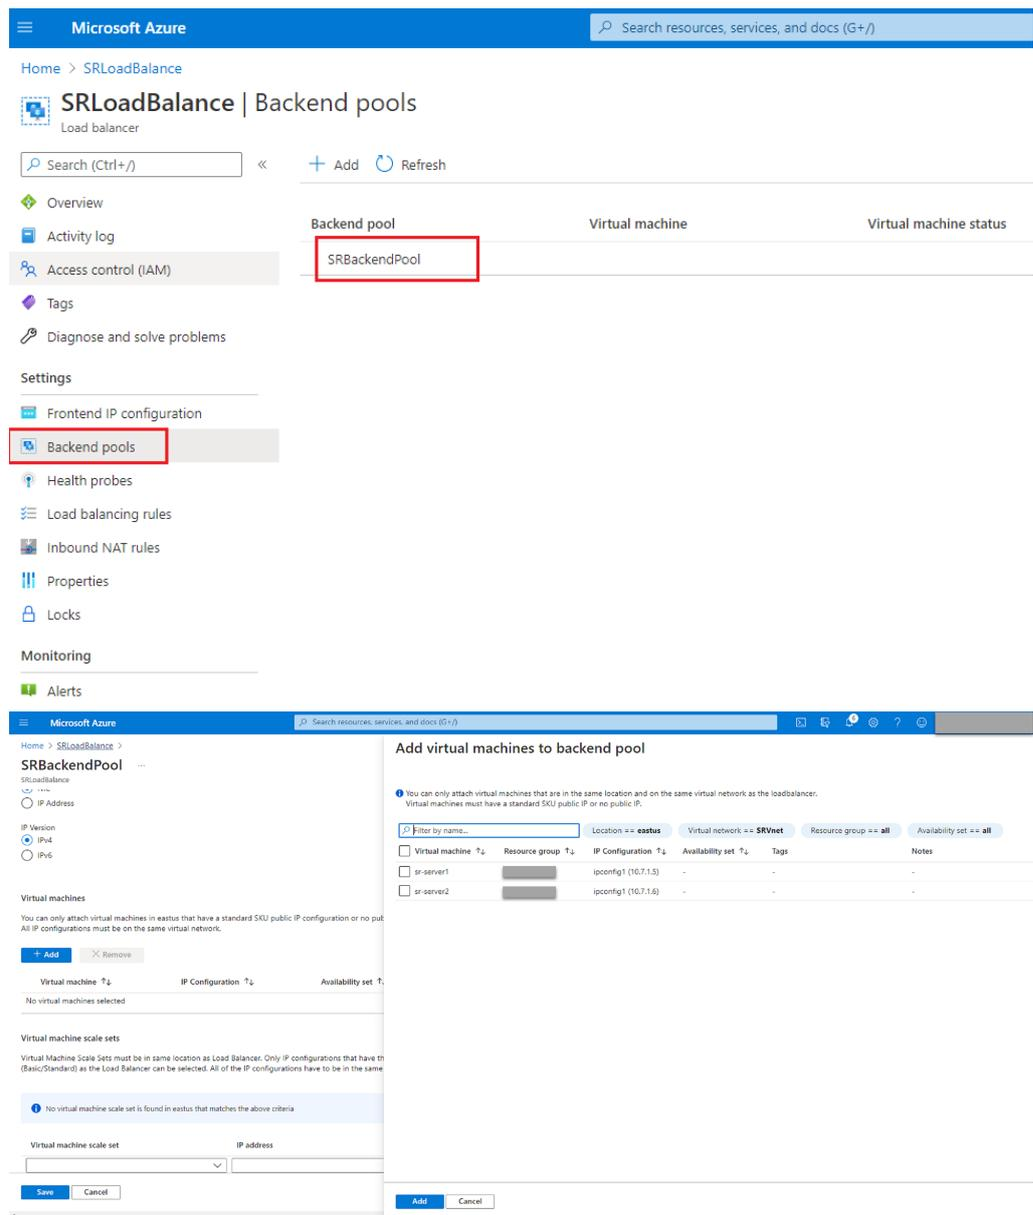 Microsoft Azure
Search resources, services, and docs (G+/)
Home > SRLoadBalance
SRLoadBalance | Backend pools
Load balancer
Search (Ctrl+/)
«
+ Add
Refresh
Overview
Activity log
Access control (IAM)
Tags
Diagnose and solve problems
Settings
Frontend IP configuration
Backend pools
Health probes
Load balancing rules
Inbound NAT rules
Properties
Locks
Monitoring
Alerts
Backend pool Virtual machine Virtual machine status
SRBackendPool
Microsoft Azure
Search resources, services, and docs (G+/)
Home > SRLoadBalance >
SRBackendPool ...
SRLoadBalance
IP Address
IP Version
IPv4
IPv6
Virtual machines
You can only attach virtual machines in eastus that have a standard SKU public IP configuration or no pub
All IP configurations must be on the same virtual network.
+ Add
× Remove
Virtual machine ↑↓ IP Configuration ↑↓ Availability set ↑
No virtual machines selected
Virtual machine scale sets
Virtual Machine Scale Sets must be in same location as Load Balancer. Only IP configurations that have th
(Basic/Standard) as the Load Balancer can be selected. All of the IP configurations have to be in the same
No virtual machine scale set is found in eastus that matches the above criteria
Virtual machine scale set IP address
Save
Cancel
Add virtual machines to backend pool
You can only attach virtual machines that are in the same location and on the same virtual network as the loadbalancer.
Virtual machines must have a standard SKU public IP or no public IP.
Filter by name...
Location == eastus
Virtual network == SRVnet
Resource group == all
Availability set == all
Virtual machine ↑↓ Resource group ↑↓ IP Configuration ↑↓ Availability set ↑↓ Tags Notes
sr-server1 ipconfig1 (10.7.1.5) - - -
sr-server2 ipconfig1 (10.7.1.6) - - -
Add
Cancel